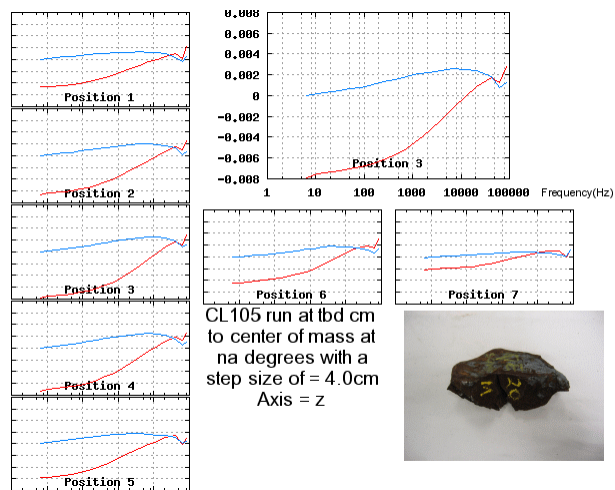 Position 1
Position 2
Position 3
Position 4
Position 5
0.008
0.006
0.004
0.002
0
-0.002
-0.004
-0.006
-0.008
Position 3
1 10 100 1000 10000 100000 Frequency(Hz)
Position 6
Position 7
CL105 run at tbd cm
to center of mass at
na degrees with a
step size of = 4.0cm
Axis = z
20